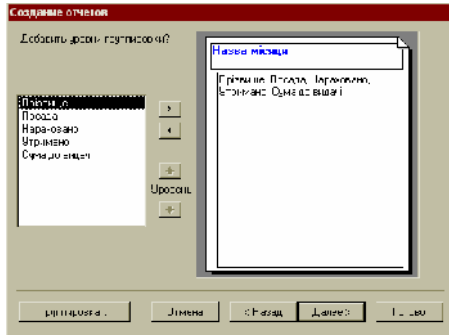 Создание отчетов
Добавить уровни группировки?
Назва місяця
Прізвище, Посада, Нараховано,
Утримано, Сума до видачі
Прізвище
Посада
Нараховано
Утримано
Сума до видачі
Уровень
Группировка...
Отмена
< Назад
Далее >
Готово